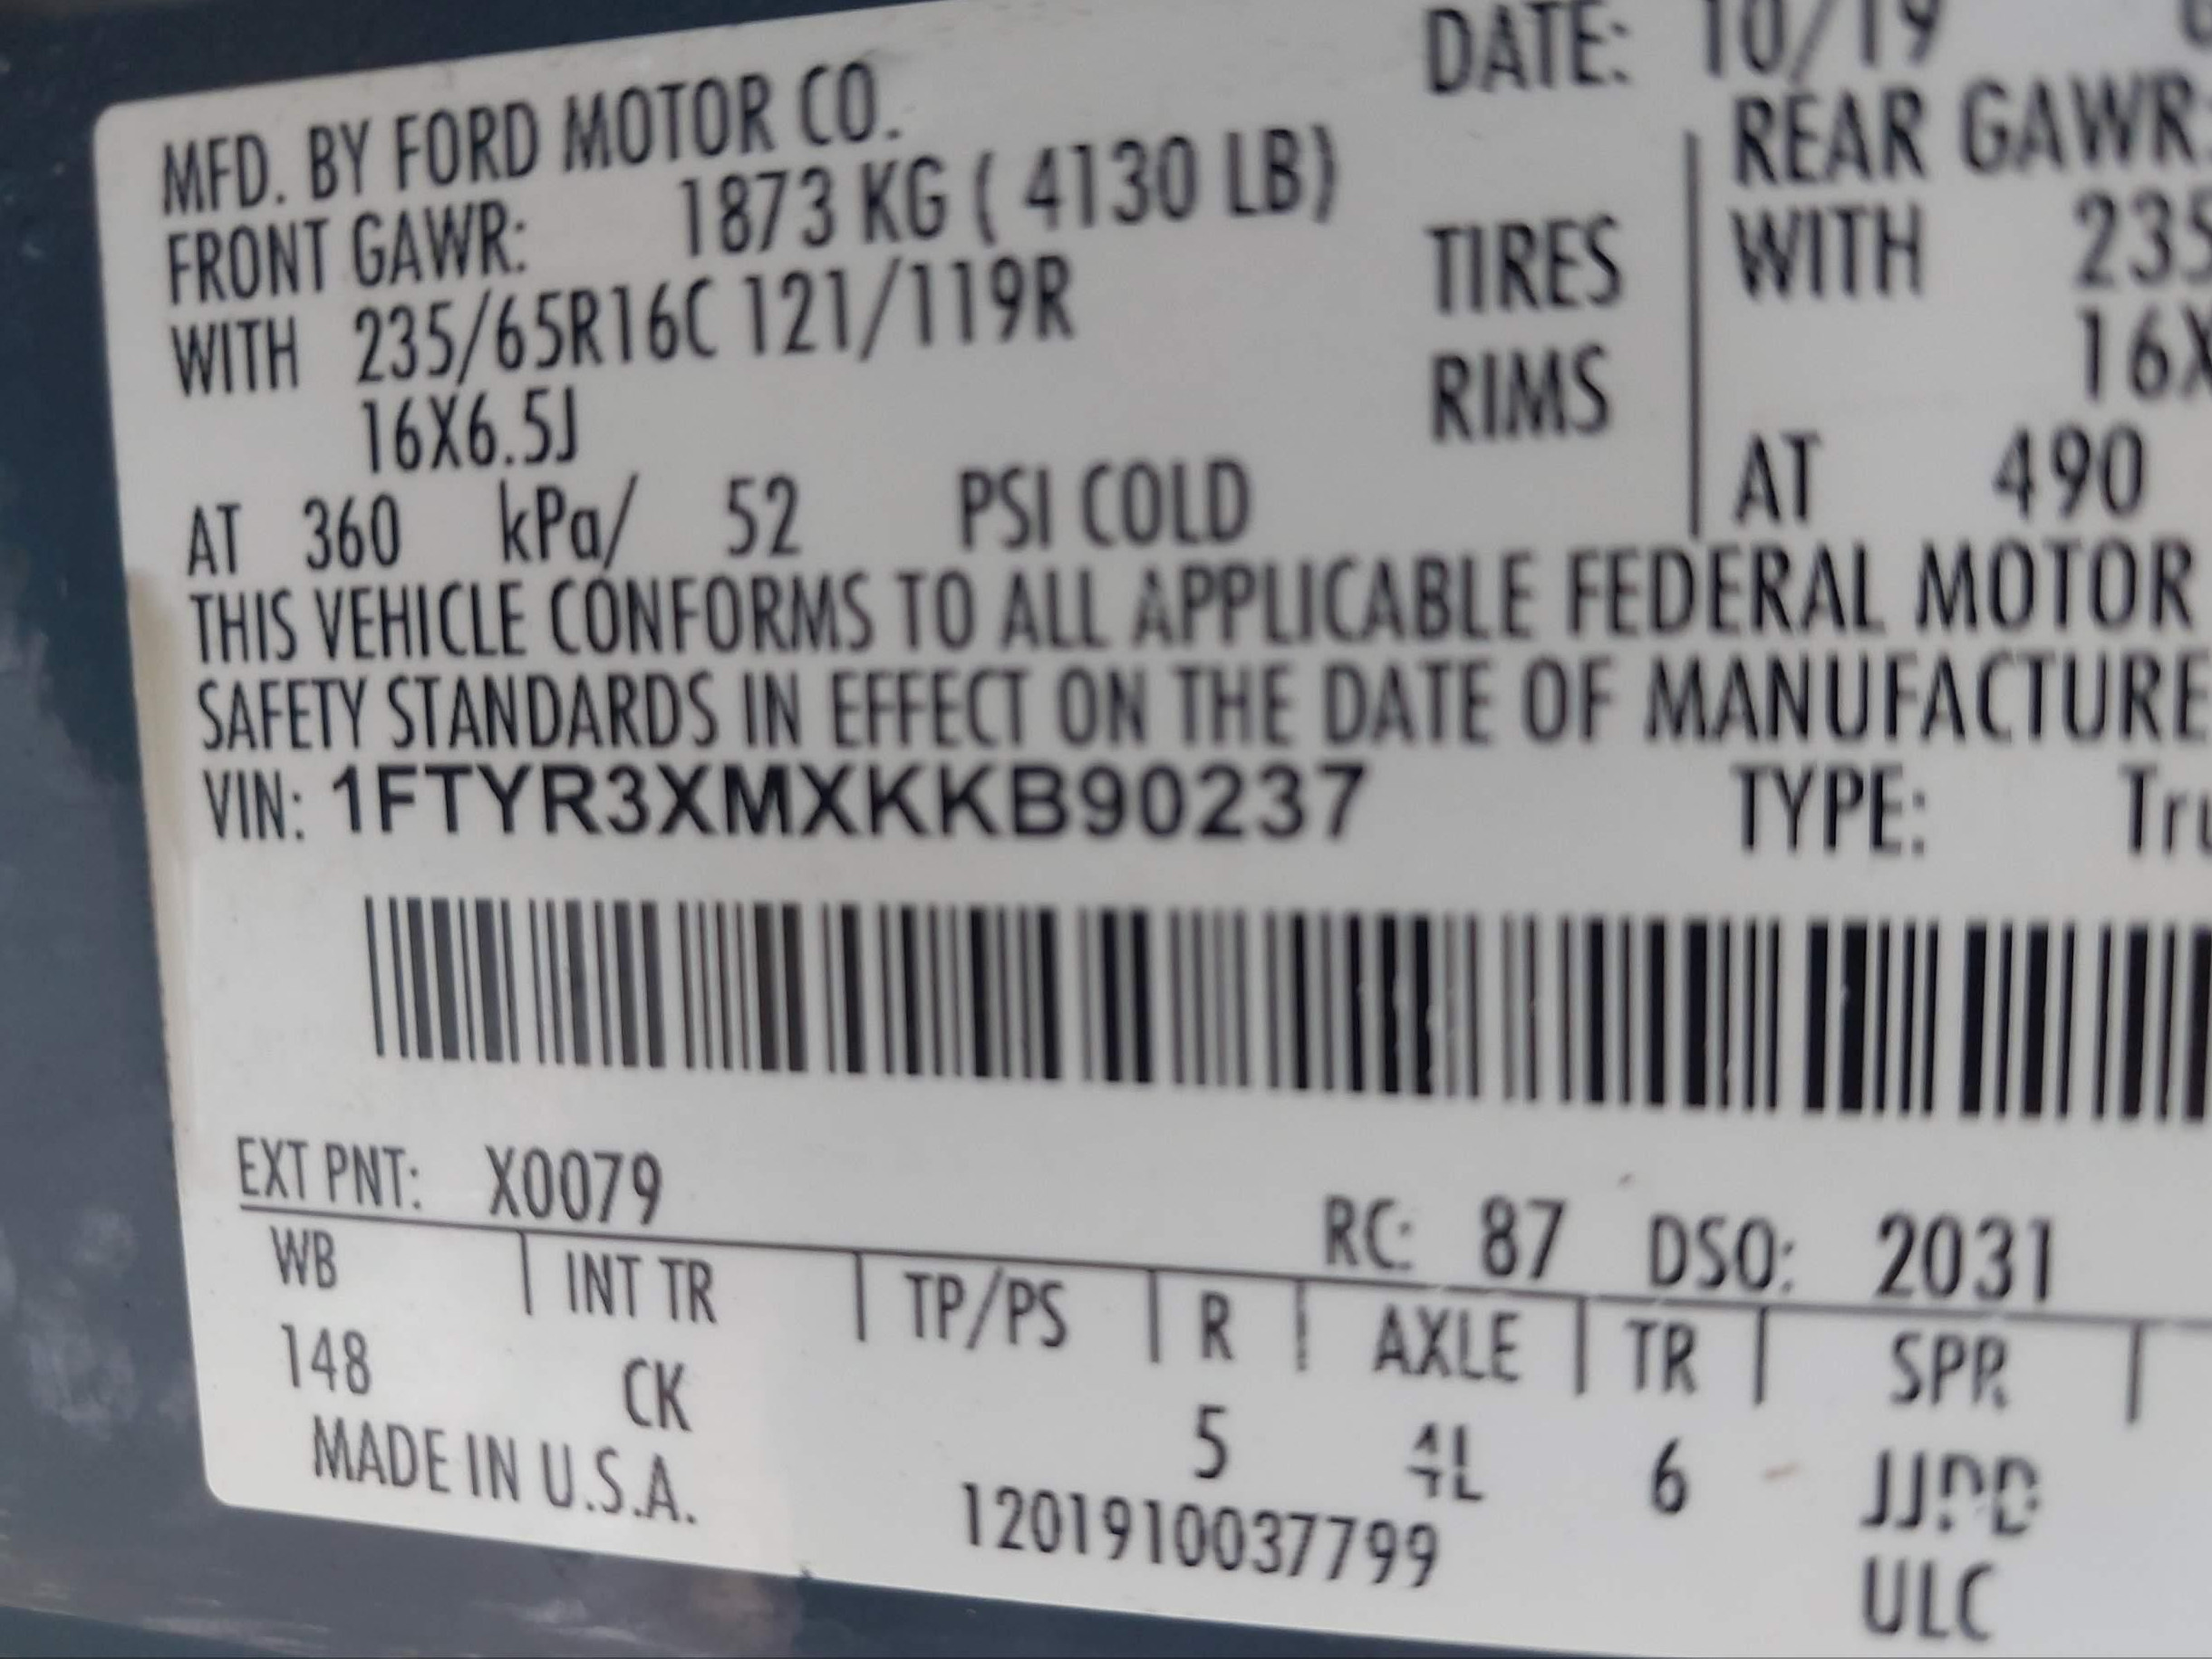 MFD. BY FORD MOTOR CO. DATE: 10/19
FRONT GAWR: 1873 KG ( 4130 LB) REAR GAWR:
WITH 235/65R16C 121/119R TIRES WITH 235
16X6.5J RIMS 16X
AT 360 kPa/ 52 PSI COLD AT 490
THIS VEHICLE CONFORMS TO ALL APPLICABLE FEDERAL MOTOR
SAFETY STANDARDS IN EFFECT ON THE DATE OF MANUFACTURE
VIN: 1FTYR3XMXKKB90237 TYPE: Tru
EXT PNT: X0079 RC: 87 DSO: 2031
WB INT TR TP/PS R AXLE TR SPR
148 CK 5 4L 6
MADE IN U.S.A. 1201910037799 ULC